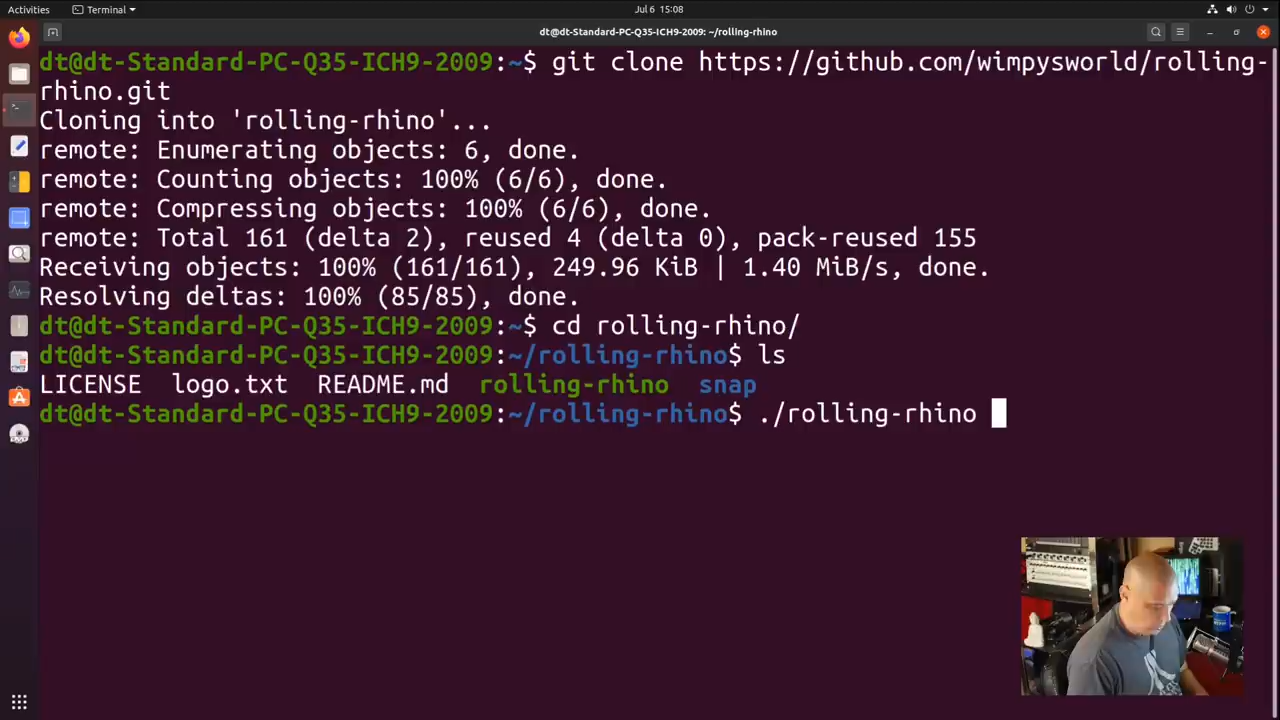 Activities Terminal Jul 6 15:08
dt@dt-Standard-PC-Q35-ICH9-2009: ~/rolling-rhino
dt@dt-Standard-PC-Q35-ICH9-2009:~$ git clone https://github.com/wimpysworld/rolling-
rhino.git
Cloning into 'rolling-rhino'...
remote: Enumerating objects: 6, done.
remote: Counting objects: 100% (6/6), done.
remote: Compressing objects: 100% (6/6), done.
remote: Total 161 (delta 2), reused 4 (delta 0), pack-reused 155
Receiving objects: 100% (161/161), 249.96 KiB | 1.40 MiB/s, done.
Resolving deltas: 100% (85/85), done.
dt@dt-Standard-PC-Q35-ICH9-2009:~$ cd rolling-rhino/
dt@dt-Standard-PC-Q35-ICH9-2009:~/rolling-rhino$ ls
LICENSE logo.txt README.md rolling-rhino snap
dt@dt-Standard-PC-Q35-ICH9-2009:~/rolling-rhino$ ./rolling-rhino